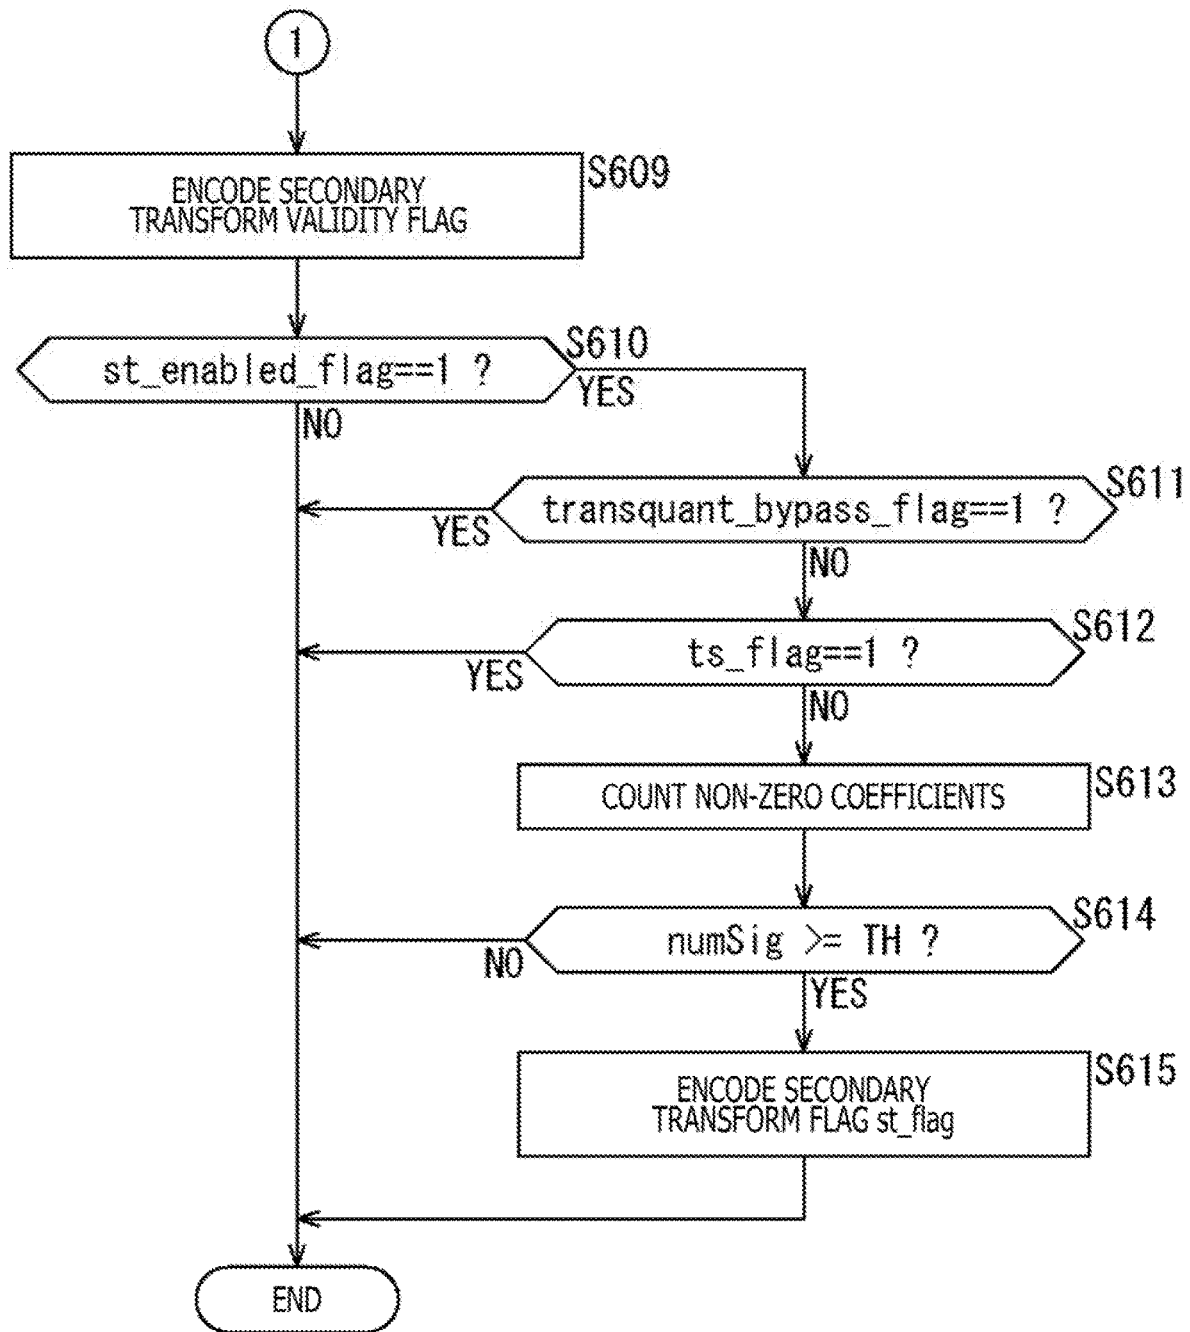 1
S609
ENCODE SECONDARY
TRANSFORM VALIDITY FLAG
S610
st_enabled_flag==1 ?
YES
NO
S611
transquant_bypass_flag==1 ?
YES
NO
S612
ts_flag==1 ?
YES
NO
S613
COUNT NON-ZERO COEFFICIENTS
S614
numSig >= TH ?
NO
YES
S615
ENCODE SECONDARY
TRANSFORM FLAG st_flag
END